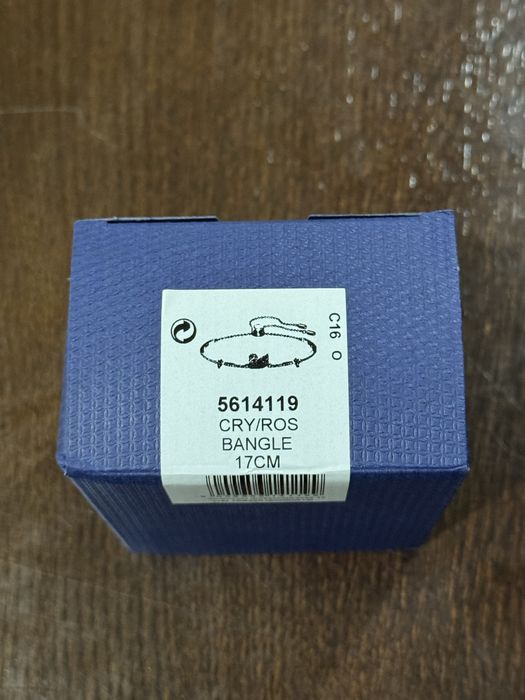 C16 O
5614119
CRY/ROS
BANGLE
17CM